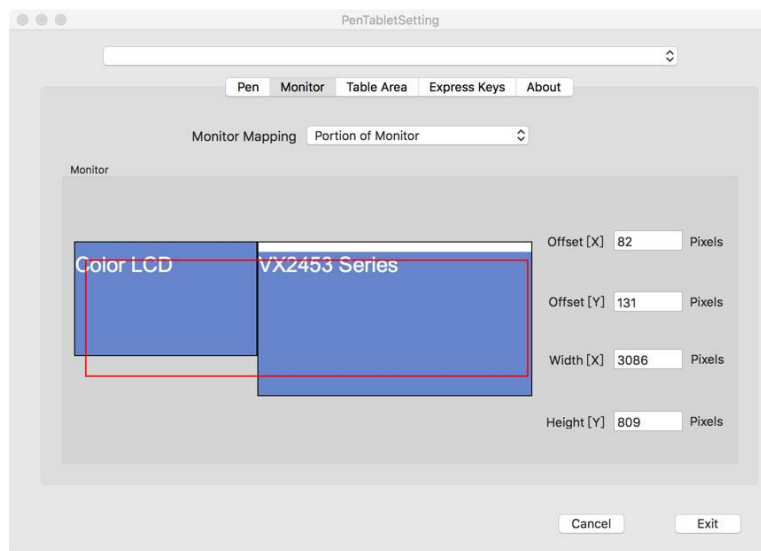 PenTabletSetting
Pen Monitor Table Area Express Keys About
Monitor Mapping Portion of Monitor
Monitor
Color LCD VX2453 Series
Offset [X] 82 Pixels
Offset [Y] 131 Pixels
Width [X] 3086 Pixels
Height [Y] 809 Pixels
Cancel Exit